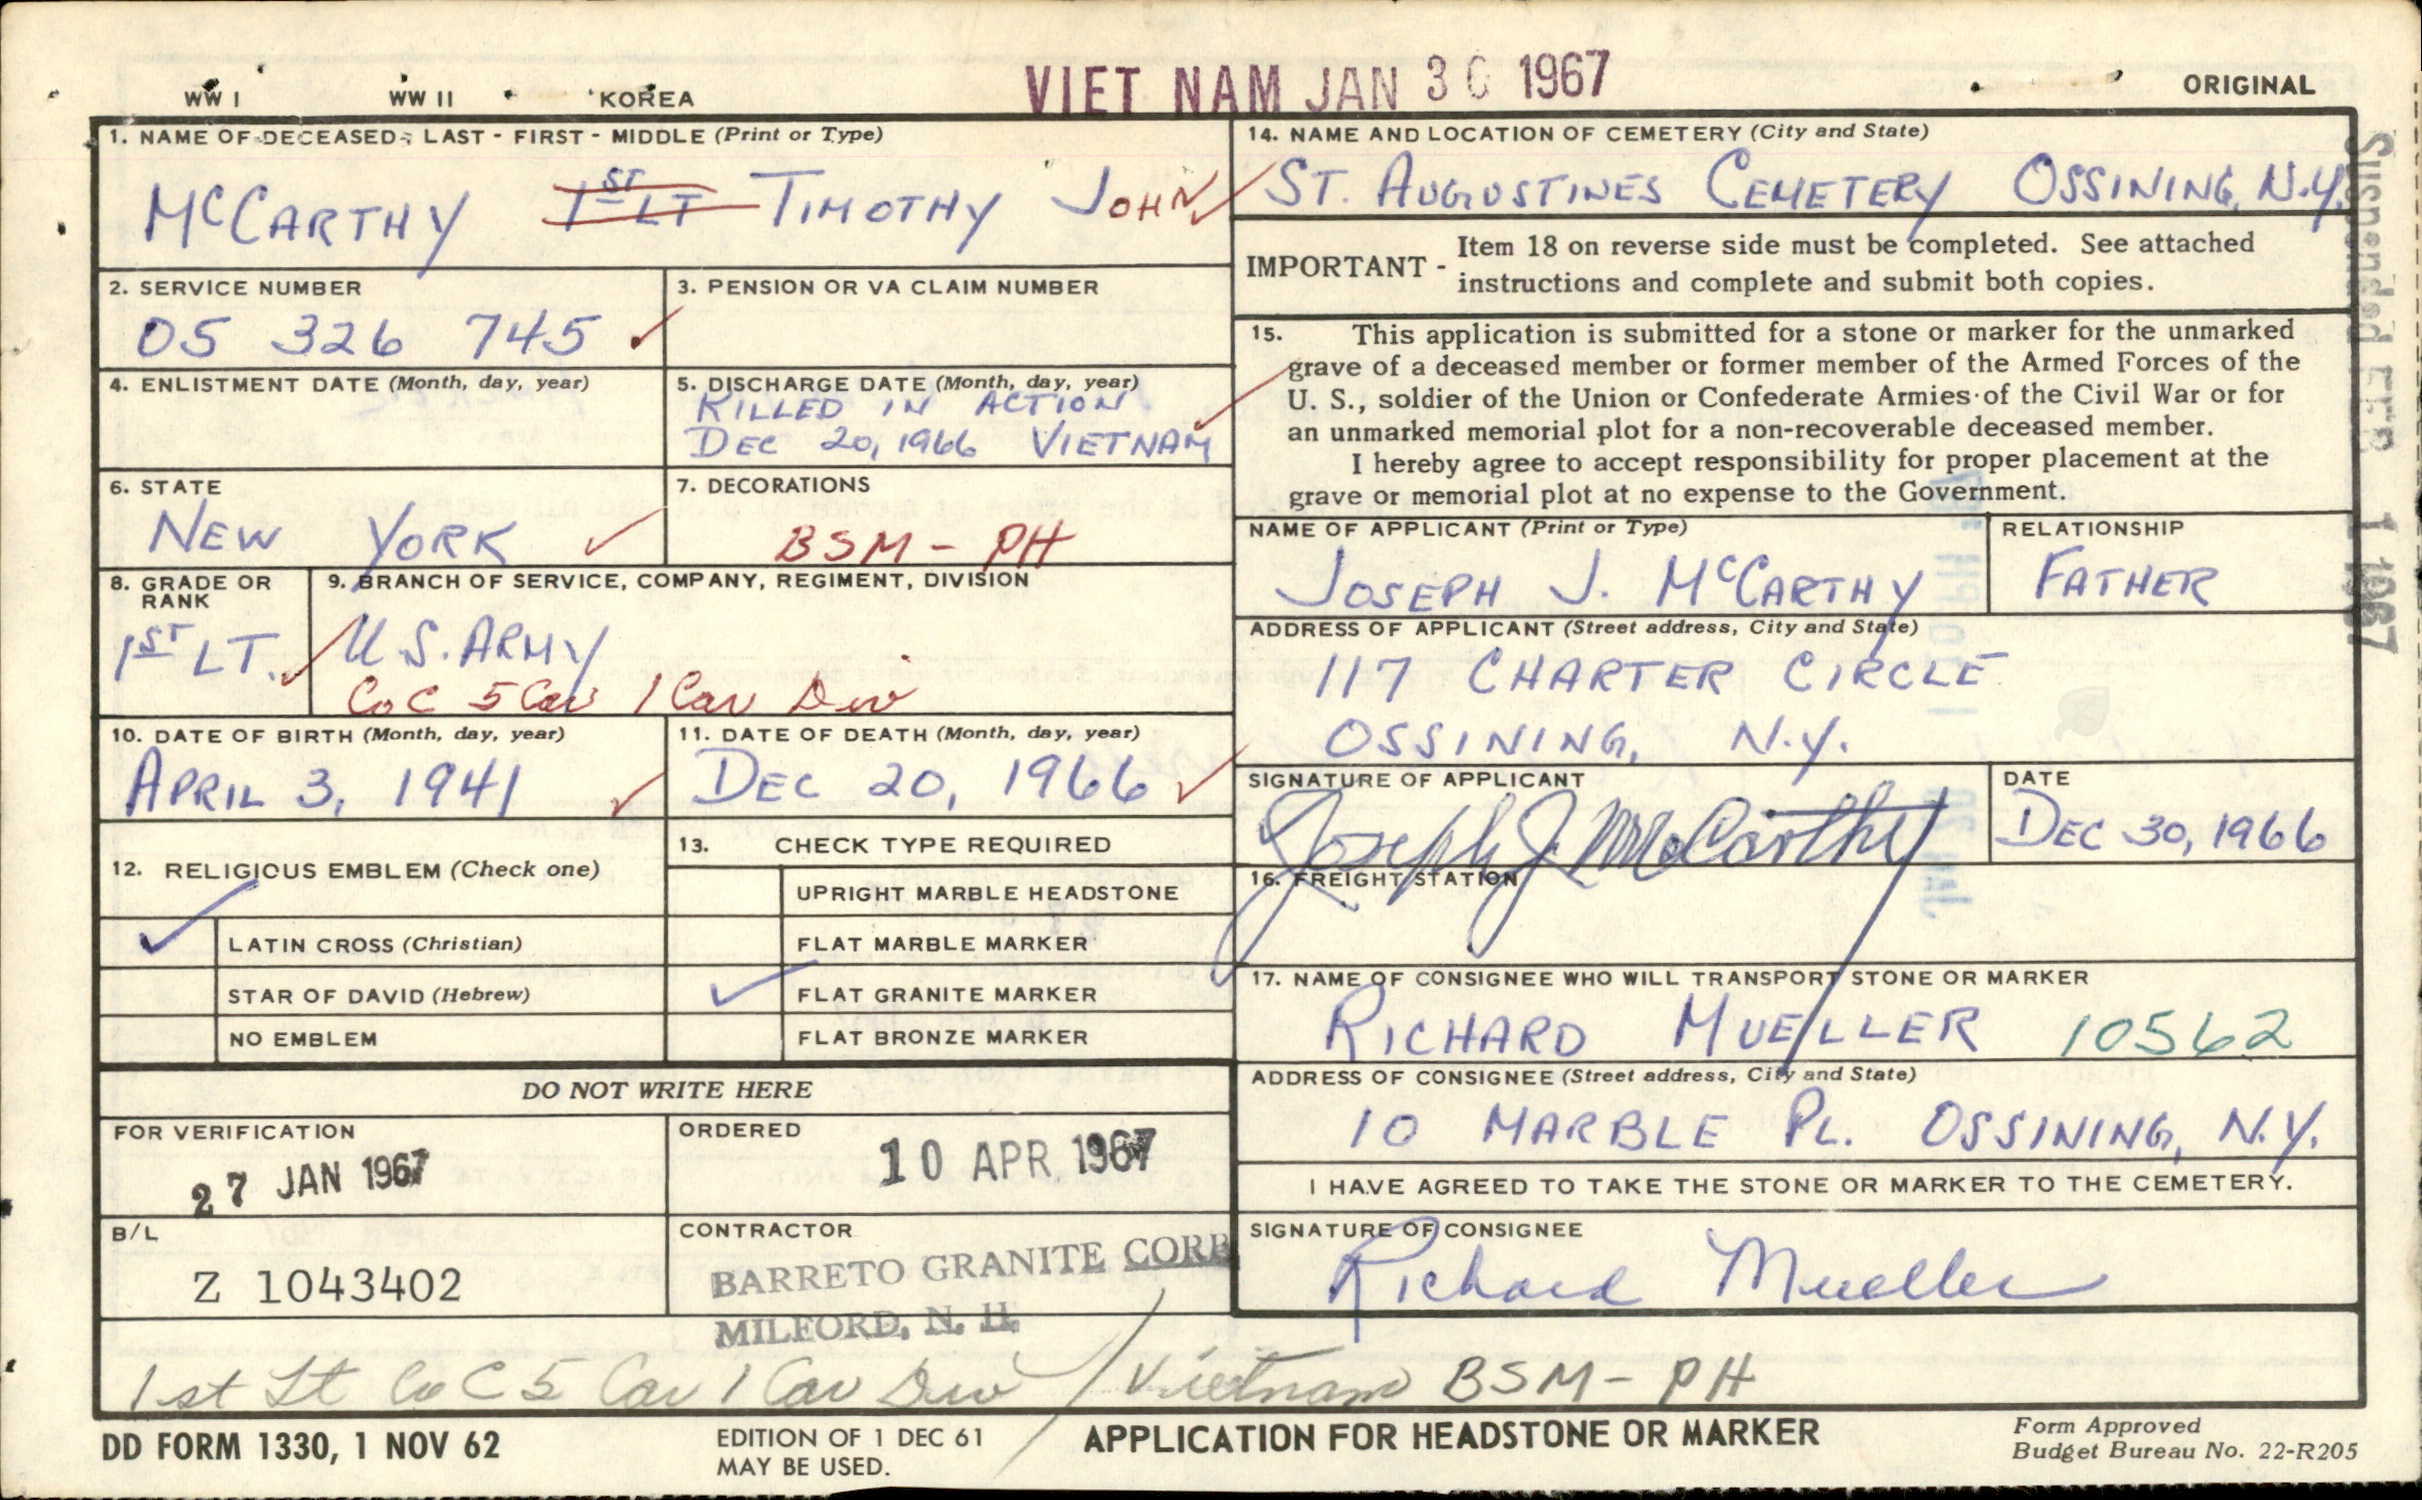 WW I WW II KOREA VIET NAM JAN 30 1967 ORIGINAL
1. NAME OF DECEASED - LAST - FIRST - MIDDLE (Print or Type)
McCARTHY 1ST LT TIMOTHY JOHN
2. SERVICE NUMBER
05 326 745
3. PENSION OR VA CLAIM NUMBER
4. ENLISTMENT DATE (Month, day, year)
5. DISCHARGE DATE (Month, day, year)
KILLED IN ACTION
DEC 20, 1966 VIETNAM
6. STATE
NEW YORK
7. DECORATIONS
BSM - PH
8. GRADE OR
RANK
1ST LT.
9. BRANCH OF SERVICE, COMPANY, REGIMENT, DIVISION
U.S. ARMY
Co C 5 Cav 1 Cav Div
10. DATE OF BIRTH (Month, day, year)
APRIL 3, 1941
11. DATE OF DEATH (Month, day, year)
DEC 20, 1966
12. RELIGIOUS EMBLEM (Check one)
LATIN CROSS (Christian)
STAR OF DAVID (Hebrew)
NO EMBLEM
13. CHECK TYPE REQUIRED
UPRIGHT MARBLE HEADSTONE
FLAT MARBLE MARKER
FLAT GRANITE MARKER
FLAT BRONZE MARKER
DO NOT WRITE HERE
FOR VERIFICATION
27 JAN 1967
ORDERED
10 APR 1967
B/L
Z 1043402
CONTRACTOR
BARRETO GRANITE CORP
MILFORD, N. H.
14. NAME AND LOCATION OF CEMETERY (City and State)
ST. AUGUSTINES CEMETERY OSSINING, N.Y.
IMPORTANT - Item 18 on reverse side must be completed. See attached
instructions and complete and submit both copies.
15. This application is submitted for a stone or marker for the unmarked
grave of a deceased member or former member of the Armed Forces of the
U. S., soldier of the Union or Confederate Armies of the Civil War or for
an unmarked memorial plot for a non-recoverable deceased member.
I hereby agree to accept responsibility for proper placement at the
grave or memorial plot at no expense to the Government.
NAME OF APPLICANT (Print or Type)
JOSEPH J. McCARTHY
RELATIONSHIP
FATHER
ADDRESS OF APPLICANT (Street address, City and State)
117 CHARTER CIRCLE
OSSINING, N.Y.
SIGNATURE OF APPLICANT
Joseph J. McCarthy
DATE
DEC 30, 1966
16. FREIGHT STATION
17. NAME OF CONSIGNEE WHO WILL TRANSPORT STONE OR MARKER
RICHARD MUELLER 10562
ADDRESS OF CONSIGNEE (Street address, City and State)
10 MARBLE PL. OSSINING, N.Y.
I HAVE AGREED TO TAKE THE STONE OR MARKER TO THE CEMETERY.
SIGNATURE OF CONSIGNEE
Richard Mueller
1st Lt Co C 5 Cav 1 Cav Div / Vietnam BSM - PH
DD FORM 1330, 1 NOV 62
EDITION OF 1 DEC 61
MAY BE USED.
APPLICATION FOR HEADSTONE OR MARKER
Form Approved
Budget Bureau No. 22-R205
Suspended FEB 1 1967